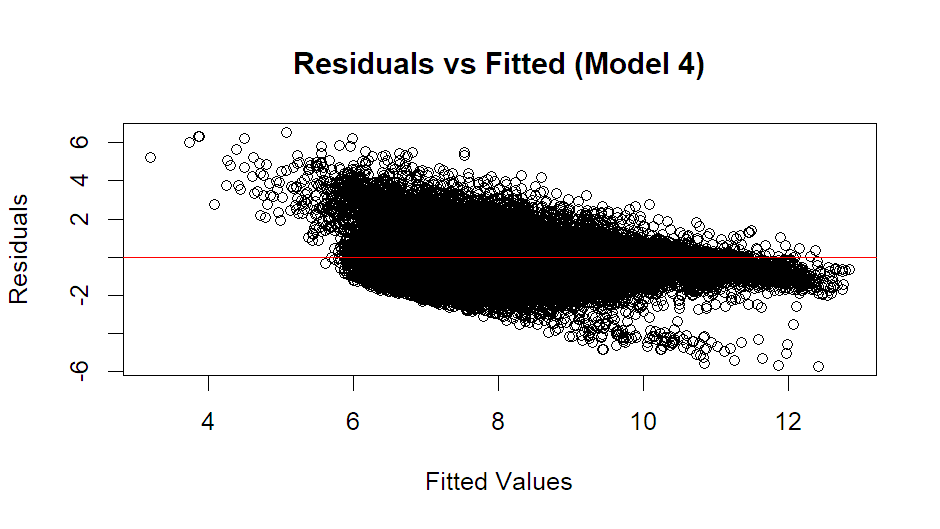 Residuals vs Fitted (Model 4)
6
4
2
-2
-6
Residuals
4 6 8 10 12
Fitted Values